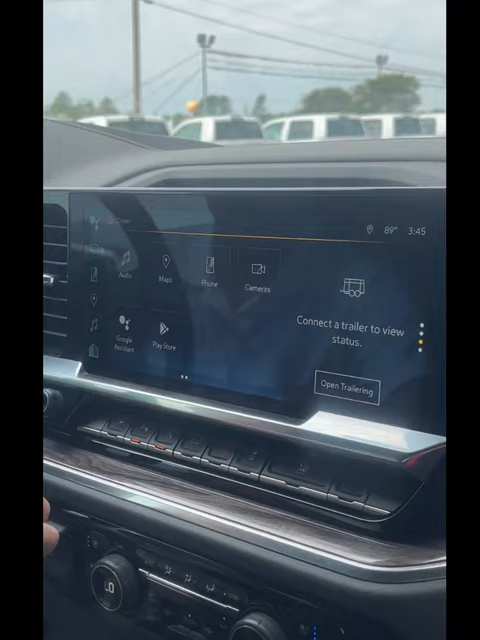 89° 3:45
Audio
Maps
Phone
Cameras
Google
Assistant
Play Store
Connect a trailer to view
status.
Open Trailering